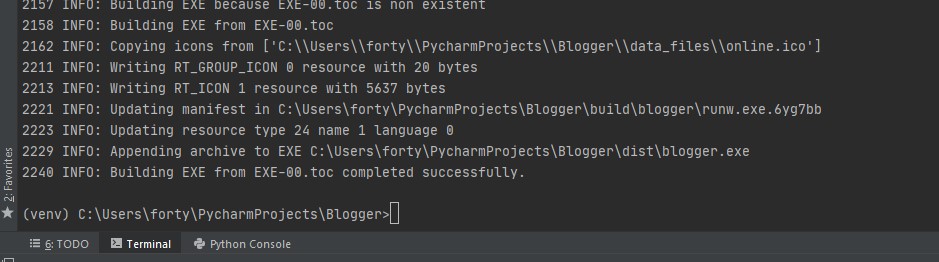 2157 INFO: Building EXE because EXE-00.toc is non existent
2158 INFO: Building EXE from EXE-00.toc
2162 INFO: Copying icons from ['C:\\Users\\forty\\PycharmProjects\\Blogger\\data_files\\online.ico']
2211 INFO: Writing RT_GROUP_ICON 0 resource with 20 bytes
2213 INFO: Writing RT_ICON 1 resource with 5637 bytes
2221 INFO: Updating manifest in C:\Users\forty\PycharmProjects\Blogger\build\blogger\runw.exe.6yg7bb
2223 INFO: Updating resource type 24 name 1 language 0
2229 INFO: Appending archive to EXE C:\Users\forty\PycharmProjects\Blogger\dist\blogger.exe
2240 INFO: Building EXE from EXE-00.toc completed successfully.
(venv) C:\Users\forty\PycharmProjects\Blogger>
2: Favorites
6: TODO Terminal Python Console